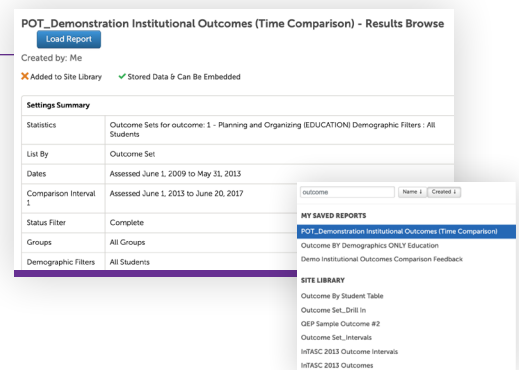 POT_Demonstration Institutional Outcomes (Time Comparison) - Results Browse
Load Report
Created by: Me
Added to Site Library Stored Data & Can Be Embedded
Settings Summary
Statistics Outcome Sets for outcome: 1 - Planning and Organizing (EDUCATION) Demographic Filters : All
Students
List By Outcome Set
Dates Assessed June 1, 2009 to May 31, 2013
Comparison Interval Assessed June 1, 2013 to June 20, 2017
1
Status Filter Complete
Groups All Groups
Demographic Filters All Students
outcome Name ↓ Created ↓
MY SAVED REPORTS
POT_Demonstration Institutional Outcomes (Time Comparison)
Outcome BY Demographics ONLY Education
Demo Institutional Outcomes Comparison Feedback
SITE LIBRARY
Outcome By Student Table
Outcome Set_Drill In
QEP Sample Outcome #2
Outcome Set_Intervals
InTASC 2013 Outcome Intervals
InTASC 2013 Outcomes